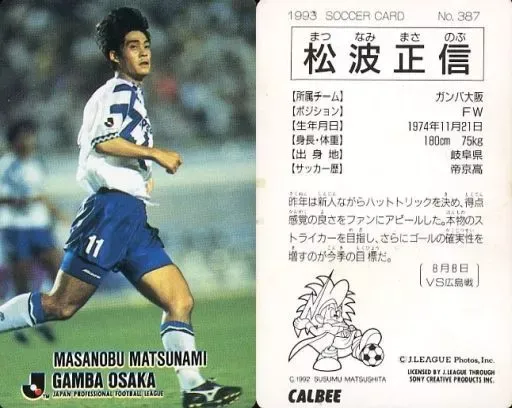 11
MASANOBU MATSUNAMI
GAMBA OSAKA
JAPAN PROFESSIONAL FOOTBALL LEAGUE
1993 SOCCER CARD No. 387
まつ なみ まさ のぶ
松波正信
【所属チーム】 ガンバ大阪
【ポジション】 FW
【生年月日】 1974年11月21日
【身長・体重】 180cm 75kg
【出身地】 岐阜県
【サッカー歴】 帝京高
昨年は新人ながらハットトリックを決め、得点
感覚の良さをファンにアピールした。本物のス
トライカーを目指し、さらにゴールの確実性を
増すのが今季の目標だ。
8月8日
VS広島戦
© J.LEAGUE Photos, Inc.
LICENSED BY J.LEAGUE THROUGH
SONY CREATIVE PRODUCTS INC.
© 1992 SUSUMU MATSUSHITA
CALBEE